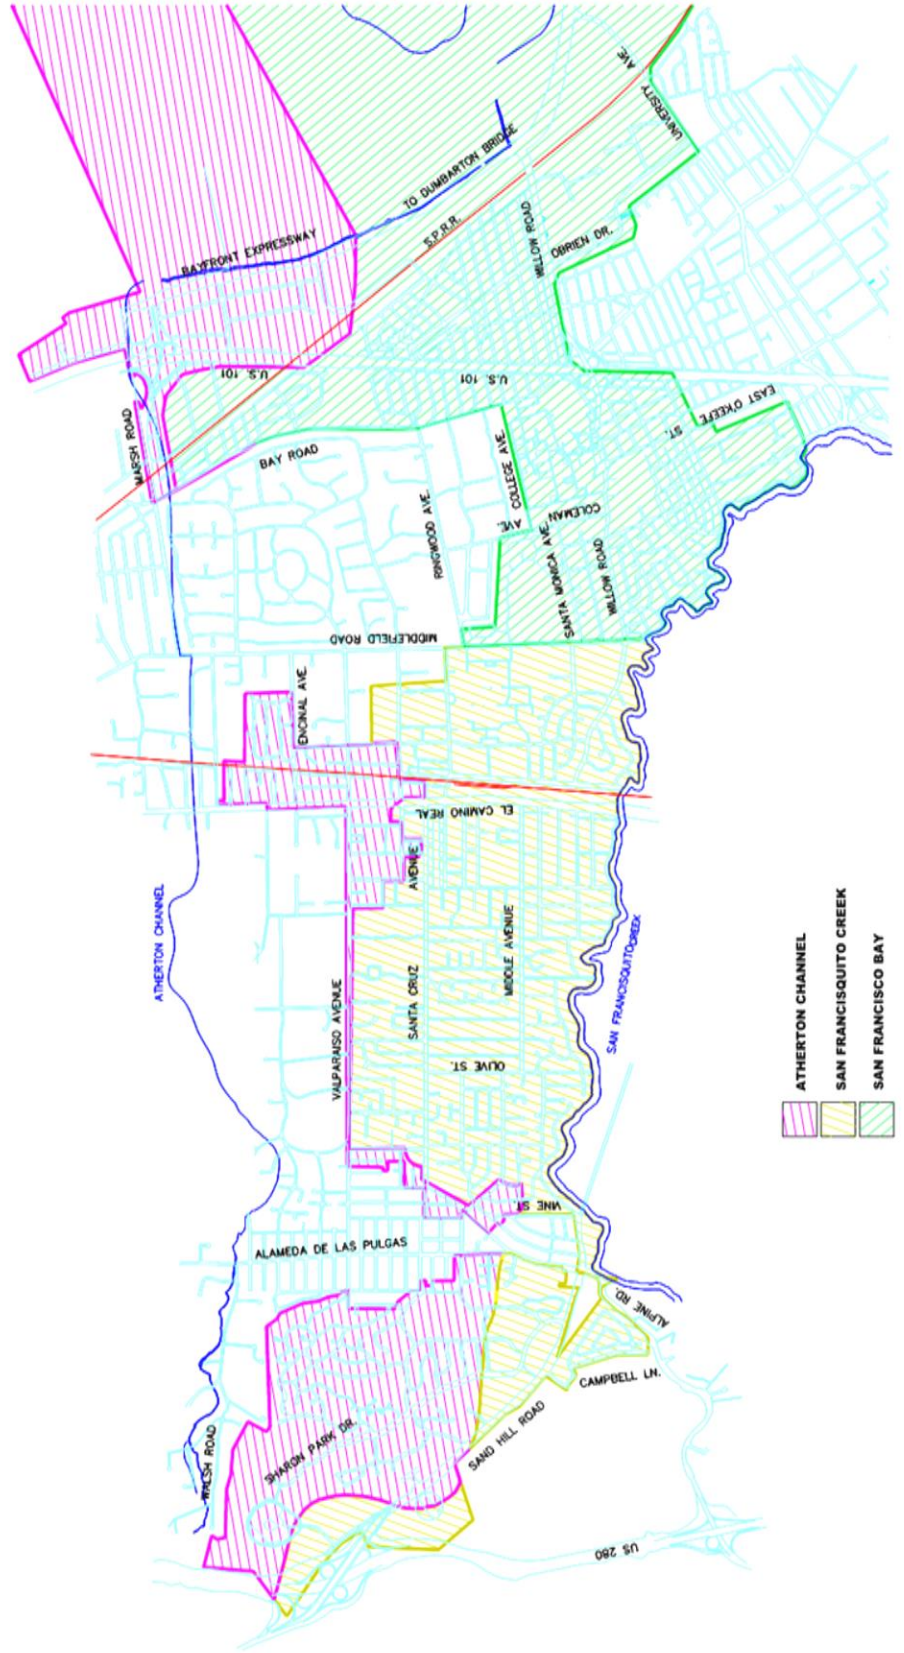 AVE.
UNIVERSITY
TO DUMBARTON BRIDGE
S.P.R.R.
WILLOW ROAD
OBRIEN DR.
BAYFRONT EXPRESSWAY
U.S. 101
U.S. 101
EAST O'KEEFE
ST.
MARSH ROAD
BAY ROAD
COLLEGE AVE.
RINGWOOD AVE.
COLEMAN
AVE.
SANTA MONICA AVE.
WILLOW ROAD
MIDDLEFIELD ROAD
ENCINAL AVE.
EL CAMINO REAL
AVENUE
ATHERTON CHANNEL
MIDDLE AVENUE
SANTA CRUZ
VALPARAISO AVENUE
SAN FRANCISQUITO CREEK
OLIVE ST.
VINE ST.
ALAMEDA DE LAS PULGAS
ALPINE RD.
CAMPBELL LN.
SAND HILL ROAD
SHARON PARK DR.
WALSH ROAD
US 280
ATHERTON CHANNEL
SAN FRANCISQUITO CREEK
SAN FRANCISCO BAY